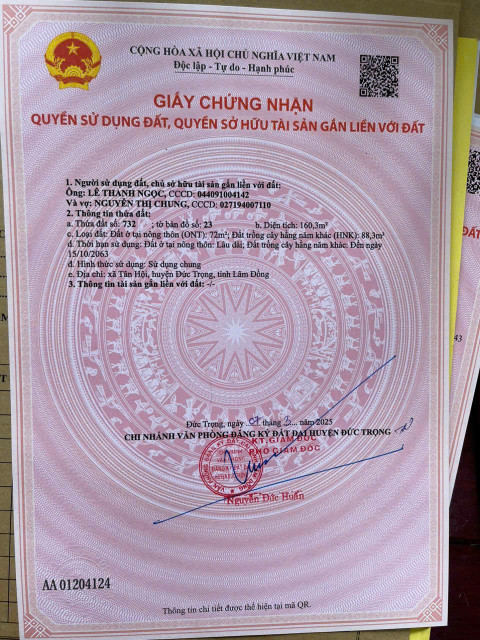 CỘNG HÒA XÃ HỘI CHỦ NGHĨA VIỆT NAM
Độc lập - Tự do - Hạnh phúc
GIẤY CHỨNG NHẬN
QUYỀN SỬ DỤNG ĐẤT, QUYỀN SỞ HỮU TÀI SẢN GẮN LIỀN VỚI ĐẤT
1. Người sử dụng đất, chủ sở hữu tài sản gắn liền với đất:
Ông: LÊ THANH NGỌC, CCCD: 044091004142
Và vợ: NGUYỄN THỊ CHUNG, CCCD: 027194007110
2. Thông tin thửa đất:
a. Thửa đất số: 732 ; tờ bản đồ số: 23 b. Diện tích: 160,3m²
c. Loại đất: Đất ở tại nông thôn (ONT): 72m²; Đất trồng cây hằng năm khác (HNK): 88,3m²
d. Thời hạn sử dụng: Đất ở tại nông thôn: Lâu dài; Đất trồng cây hằng năm khác: Đến ngày
15/10/2063
đ. Hình thức sử dụng: Sử dụng chung
e. Địa chỉ: xã Tân Hội, huyện Đức Trọng, tỉnh Lâm Đồng
3. Thông tin tài sản gắn liền với đất: -/-
Đức Trọng, ngày 07 tháng năm 2025
CHI NHÁNH VĂN PHÒNG ĐĂNG KÝ ĐẤT ĐAI HUYỆN ĐỨC TRỌNG
KT.GIÁM ĐỐC
PHÓ GIÁM ĐỐC
Nguyễn Đức Huấn
AA 01204124
Thông tin chi tiết được thể hiện tại mã QR.
43